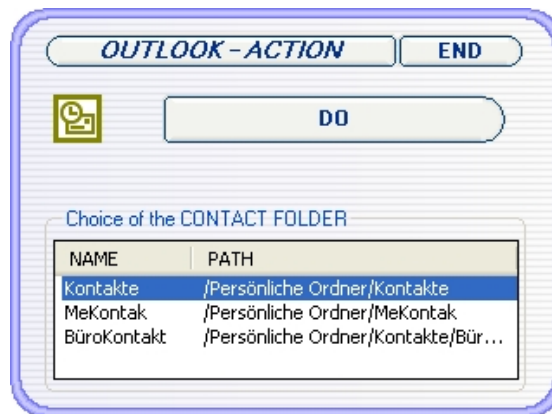 OUTLOOK - ACTION END
DO
Choice of the CONTACT FOLDER
NAME PATH
Kontakte /Persönliche Ordner/Kontakte
MeKontak /Persönliche Ordner/MeKontak
BüroKontakt /Persönliche Ordner/Kontakte/Bür...